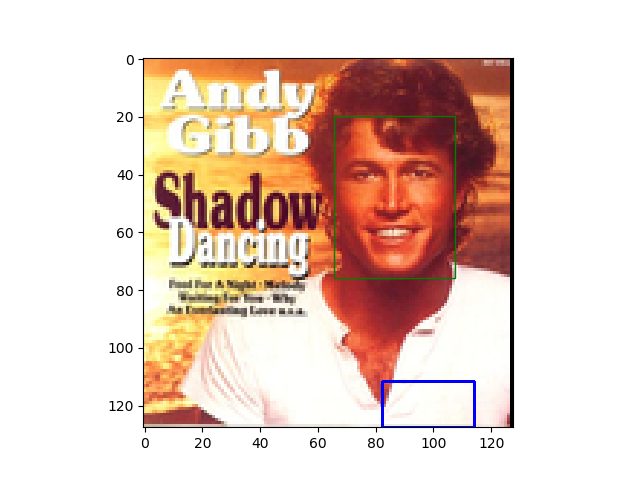 0
20
40
60
80
100
120
Andy
Gibb
Shadow
Dancing
Fool For A Night · Melody
Waiting For You · Why
An Everlasting Love
0 20 40 60 80 100 120